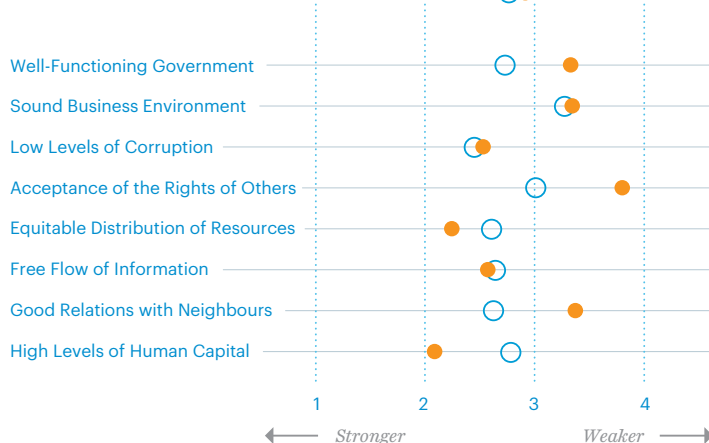 Well-Functioning Government
Sound Business Environment
Low Levels of Corruption
Acceptance of the Rights of Others
Equitable Distribution of Resources
Free Flow of Information
Good Relations with Neighbours
High Levels of Human Capital
1 2 3 4
Stronger Weaker